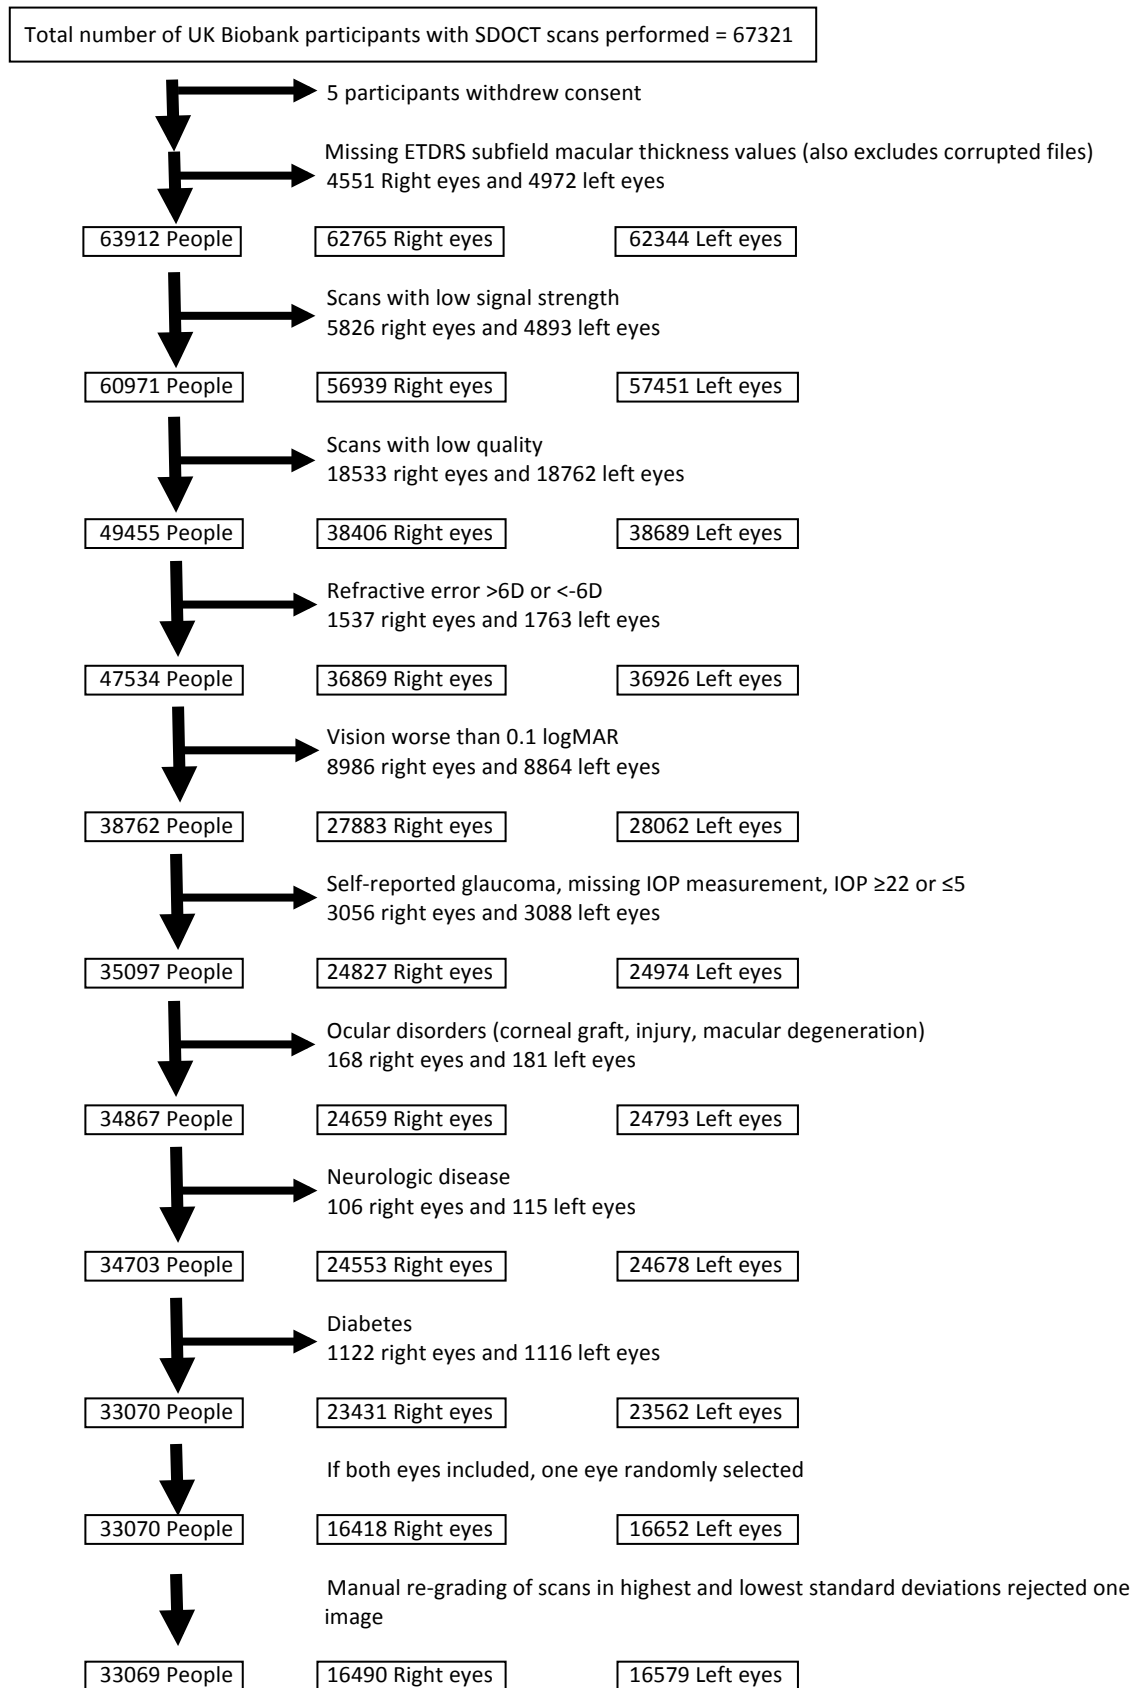 Total number of UK Biobank participants with SDOCT scans performed = 67321
5 participants withdrew consent
Missing ETDRS subfield macular thickness values (also excludes corrupted files)
4551 Right eyes and 4972 left eyes
63912 People 62765 Right eyes 62344 Left eyes
Scans with low signal strength
5826 right eyes and 4893 left eyes
60971 People 56939 Right eyes 57451 Left eyes
Scans with low quality
18533 right eyes and 18762 left eyes
49455 People 38406 Right eyes 38689 Left eyes
Refractive error >6D or <-6D
1537 right eyes and 1763 left eyes
47534 People 36869 Right eyes 36926 Left eyes
Vision worse than 0.1 logMAR
8986 right eyes and 8864 left eyes
38762 People 27883 Right eyes 28062 Left eyes
Self-reported glaucoma, missing IOP measurement, IOP ≥22 or ≤5
3056 right eyes and 3088 left eyes
35097 People 24827 Right eyes 24974 Left eyes
Ocular disorders (corneal graft, injury, macular degeneration)
168 right eyes and 181 left eyes
34867 People 24659 Right eyes 24793 Left eyes
Neurologic disease
106 right eyes and 115 left eyes
34703 People 24553 Right eyes 24678 Left eyes
Diabetes
1122 right eyes and 1116 left eyes
33070 People 23431 Right eyes 23562 Left eyes
If both eyes included, one eye randomly selected
33070 People 16418 Right eyes 16652 Left eyes
Manual re-grading of scans in highest and lowest standard deviations rejected one
image
33069 People 16490 Right eyes 16579 Left eyes